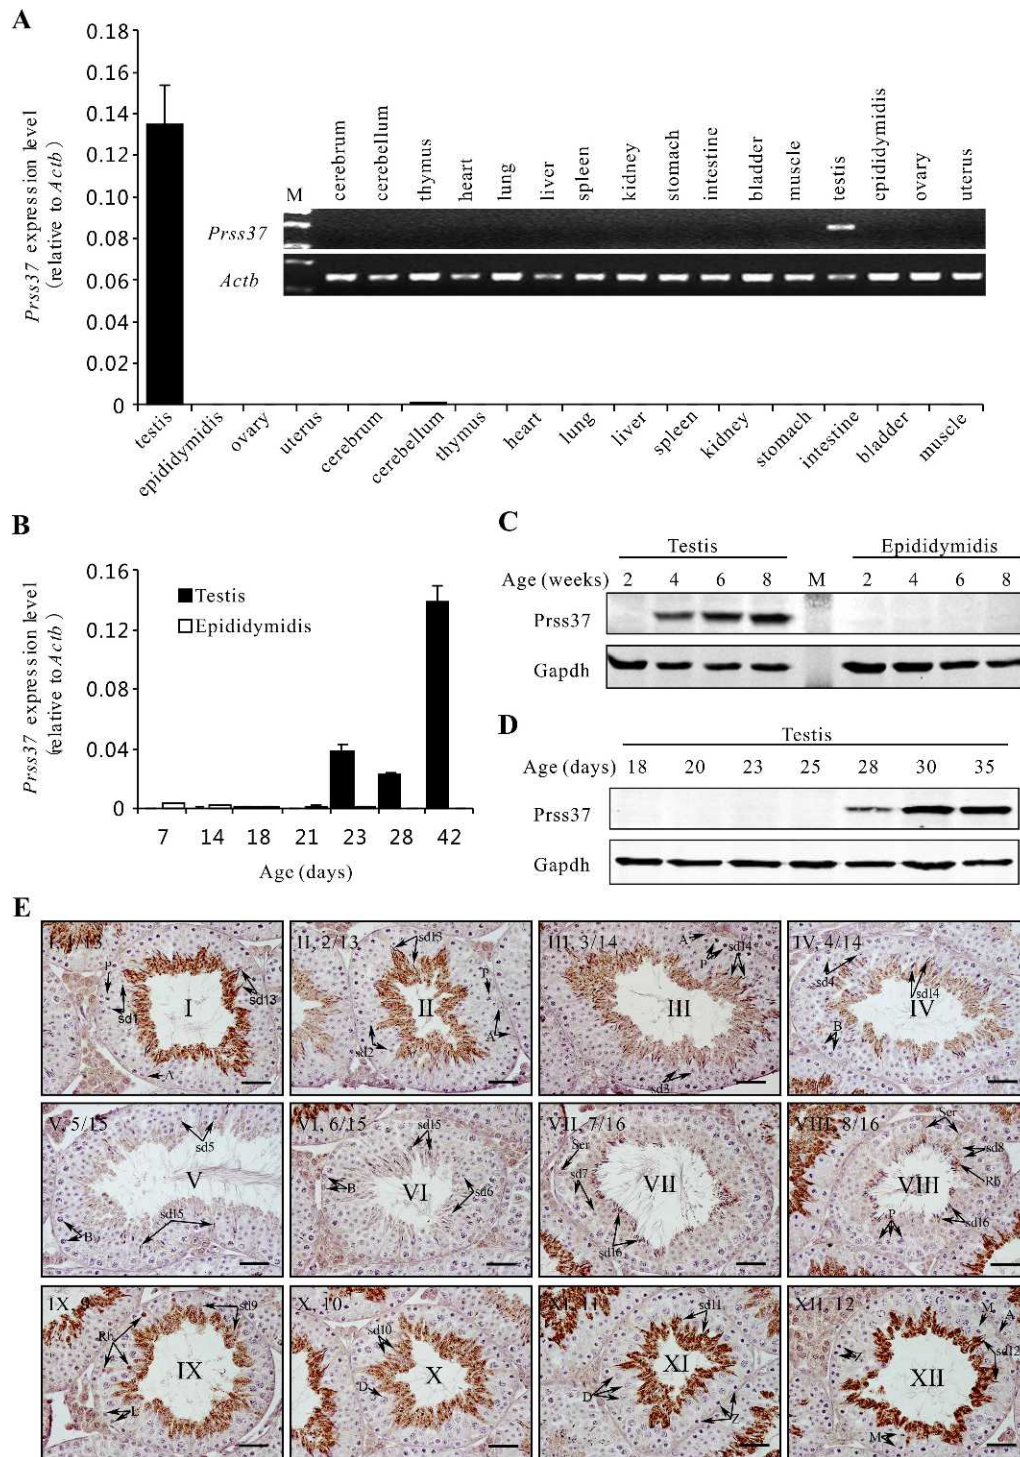 A
Prss37 expression level
(relative to Actb)
0.18
0.16
0.14
0.12
0.10
0.08
0.06
0.04
0.02
0
M
cerebrum
cerebellum
thymus
heart
lung
liver
spleen
kidney
stomach
intestine
bladder
muscle
testis
epididymidis
ovary
uterus
Prss37
Actb
testis
epididymidis
ovary
uterus
cerebrum
cerebellum
thymus
heart
lung
liver
spleen
kidney
stomach
intestine
bladder
muscle
B
Prss37 expression level
(relative to Actb)
0.16
0.12
0.08
0.04
0
Testis
Epididymidis
7 14 18 21 23 28 42
Age (days)
C
Testis Epididymidis
Age (weeks) 2 4 6 8 M 2 4 6 8
Prss37
Gapdh
D
Testis
Age (days) 18 20 23 25 28 30 35
Prss37
Gapdh
E
I, 1/13
P
sd1
sd13
A
I
II, 2/13
sd13
P
sd2
A
II
III, 3/14
A
P
sd14
sd3
III
IV, 4/14
sd4
sd14
B
IV
V, 5/15
sd5
sd15
B
V
VI, 6/15
sd15
B
sd6
VI
VII, 7/16
Ser
sd7
sd16
VII
VIII, 8/16
Ser
sd8
Rb
P
sd16
VIII
IX, 9
sd9
Rb
L
IX
X, 10
sd10
D
X
XI, 11
sd11
D
Z
XI
XII, 12
M
A
Z
sd12
M
XII